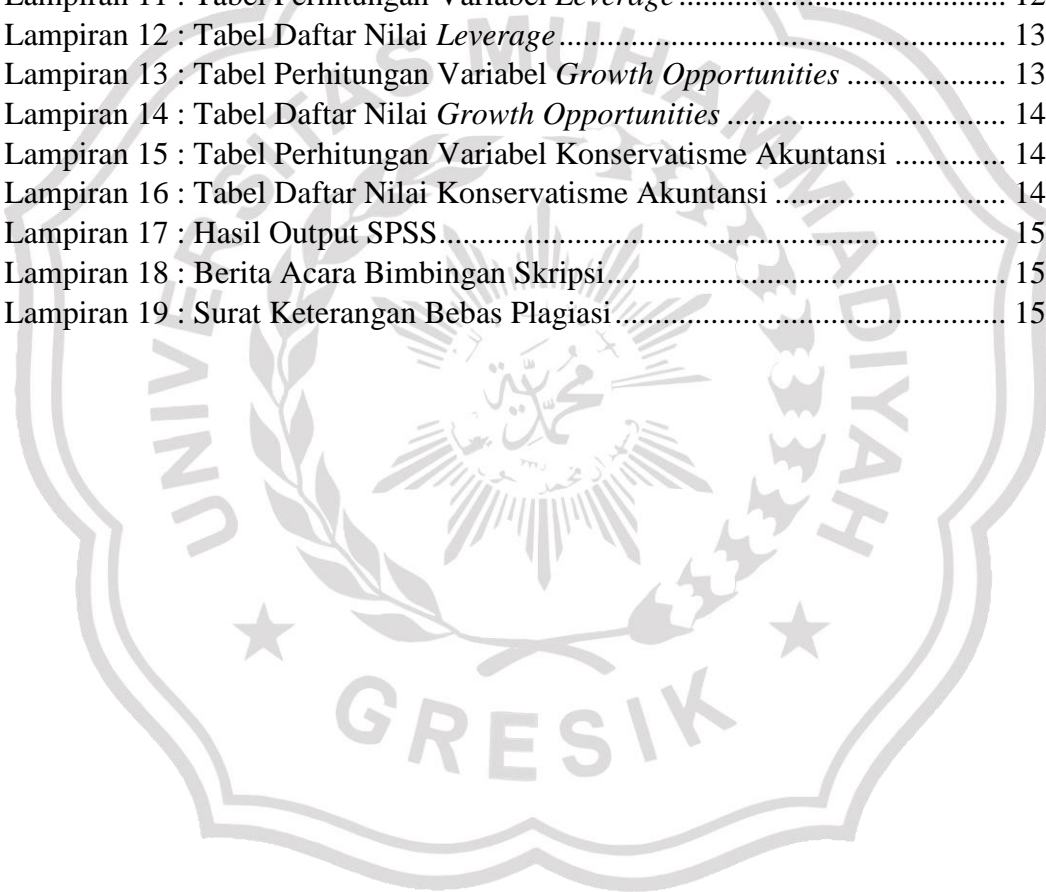 Lampiran 11 : Tabel Perhitungan Variabel Leverage ............................................ 12
Lampiran 12 : Tabel Daftar Nilai Leverage ......................................................... 13
Lampiran 13 : Tabel Perhitungan Variabel Growth Opportunities ...................... 13
Lampiran 14 : Tabel Daftar Nilai Growth Opportunities ..................................... 14
Lampiran 15 : Tabel Perhitungan Variabel Konservatisme Akuntansi ................ 14
Lampiran 16 : Tabel Daftar Nilai Konservatisme Akuntansi ............................... 14
Lampiran 17 : Hasil Output SPSS ........................................................................ 15
Lampiran 18 : Berita Acara Bimbingan Skripsi ................................................... 15
Lampiran 19 : Surat Keterangan Bebas Plagiasi .................................................. 15
UNIVERSITAS MUHAMMADIYAH
GRESIK